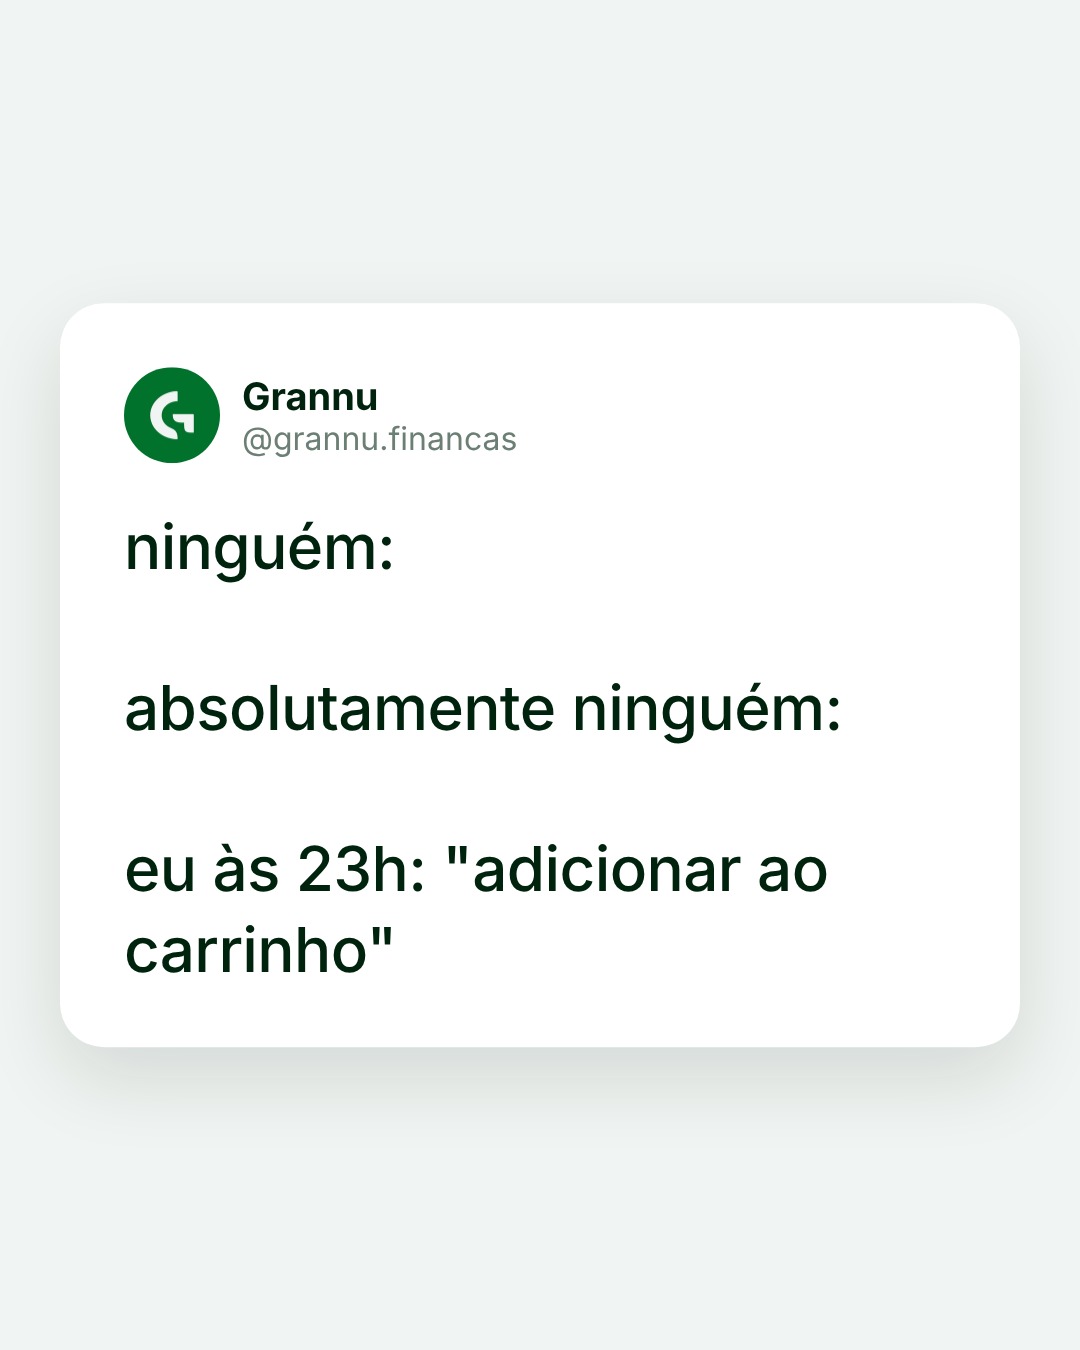 Grannu
@grannu.financas
ninguém:
absolutamente ninguém:
eu às 23h: "adicionar ao
carrinho"